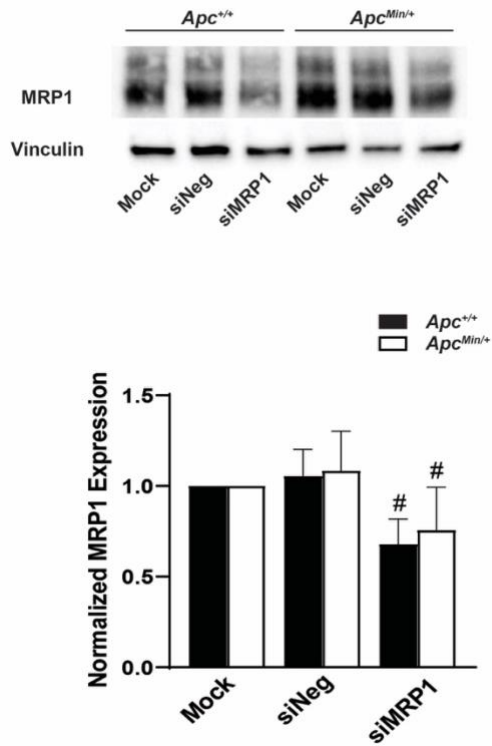 Apc+/+ ApcMin/+
MRP1
Vinculin
Mock siNeg siMRP1 Mock siNeg siMRP1
Apc+/+
ApcMin/+
Normalized MRP1 Expression
1.5
1.0
0.5
0.0
# #
Mock siNeg siMRP1